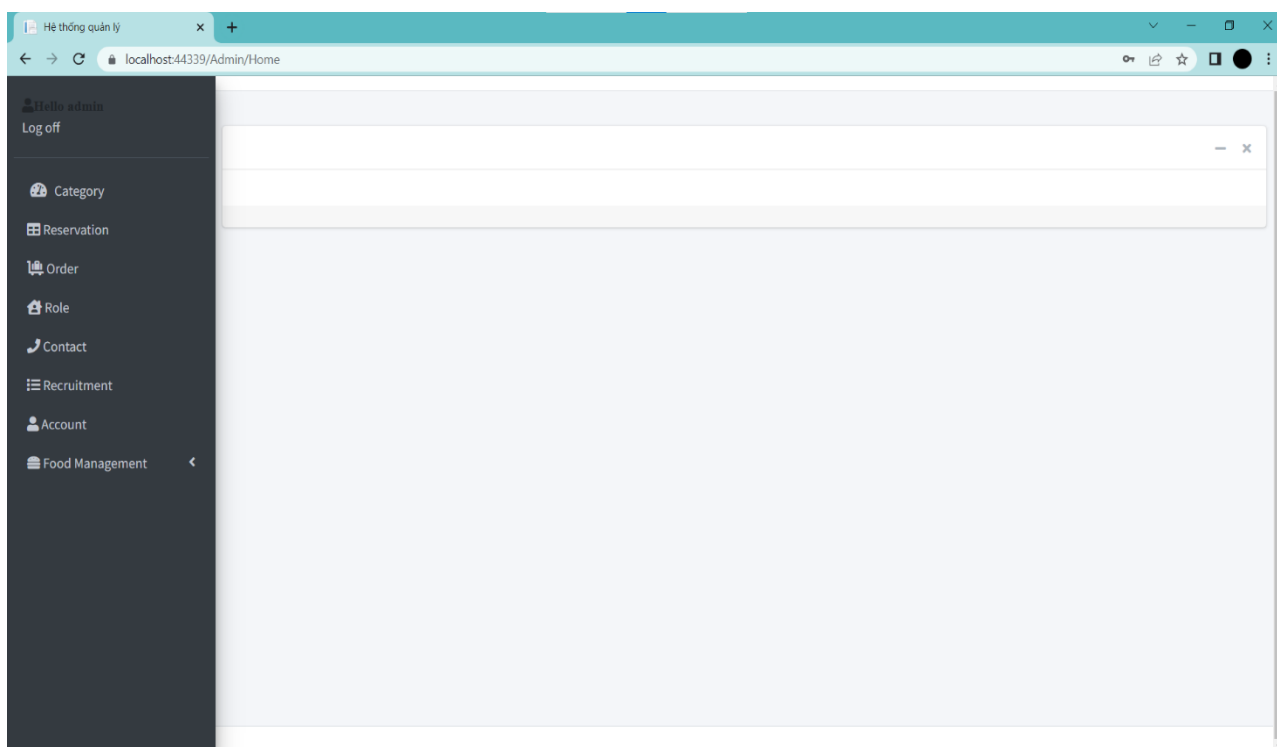 Hệ thống quản lý
localhost:44339/Admin/Home
Hello admin
Log off
Category
Reservation
Order
Role
Contact
Recruitment
Account
Food Management